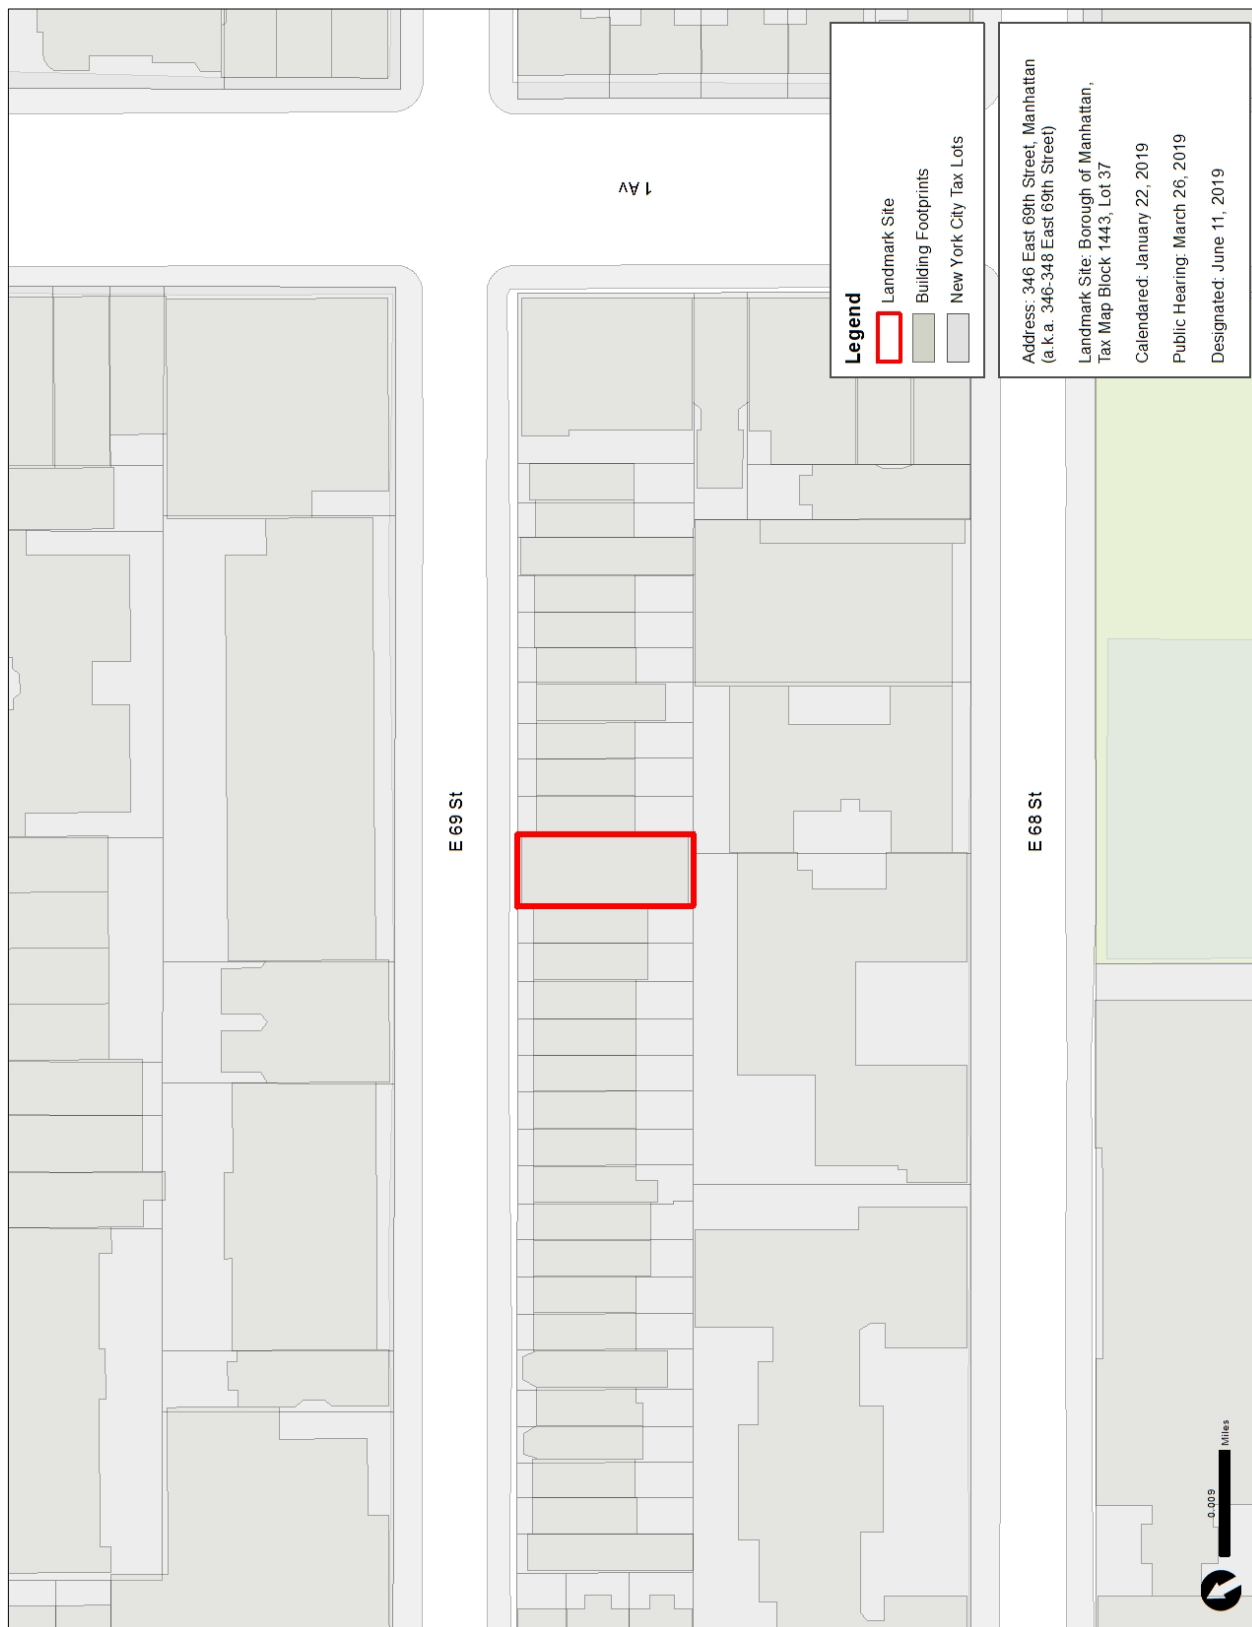 1 Av
E 69 St
E 68 St
Legend
Landmark Site
Building Footprints
New York City Tax Lots
Address: 346 East 69th Street, Manhattan
(a.k.a. 346-348 East 69th Street)
Landmark Site: Borough of Manhattan,
Tax Map Block 1443, Lot 37
Calendared: January 22, 2019
Public Hearing: March 26, 2019
Designated: June 11, 2019
0.009
Miles